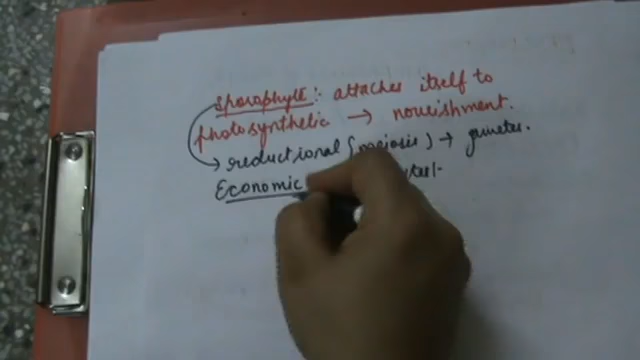 Sporophyte:- attaches itself to
photosynthetic → nourishment.
→ reductional (meiosis) → gametes.
Economic